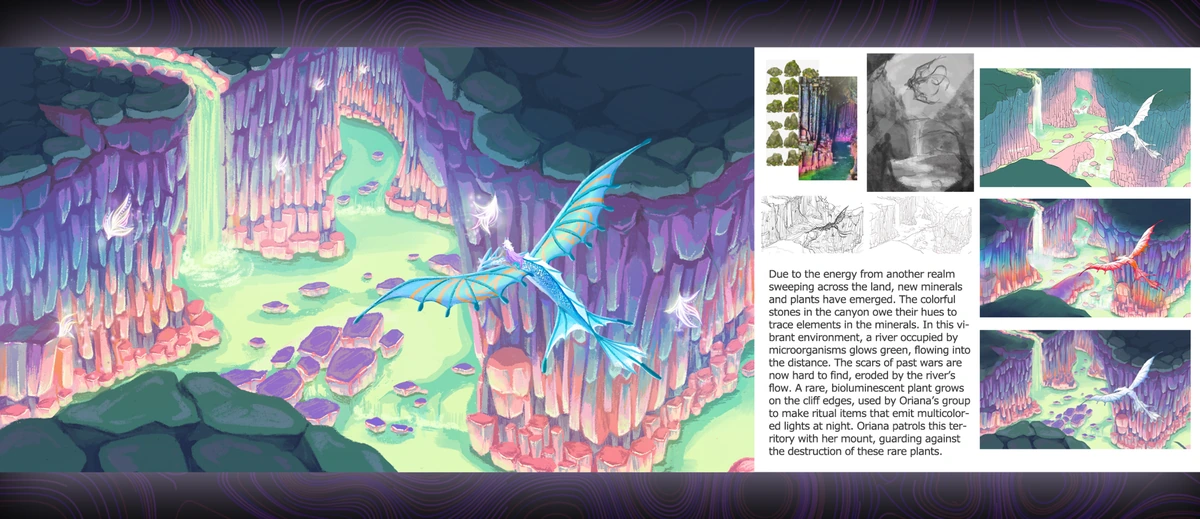 Due to the energy from another realm
sweeping across the land, new minerals
and plants have emerged. The colorful
stones in the canyon owe their hues to
trace elements in the minerals. In this vi-
brant environment, a river occupied by
microorganisms glows green, flowing into
the distance. The scars of past wars are
now hard to find, eroded by the river's
flow. A rare, bioluminescent plant grows
on the cliff edges, used by Oriana's group
to make ritual items that emit multicolor-
ed lights at night. Oriana patrols this ter-
ritory with her mount, guarding against
the destruction of these rare plants.